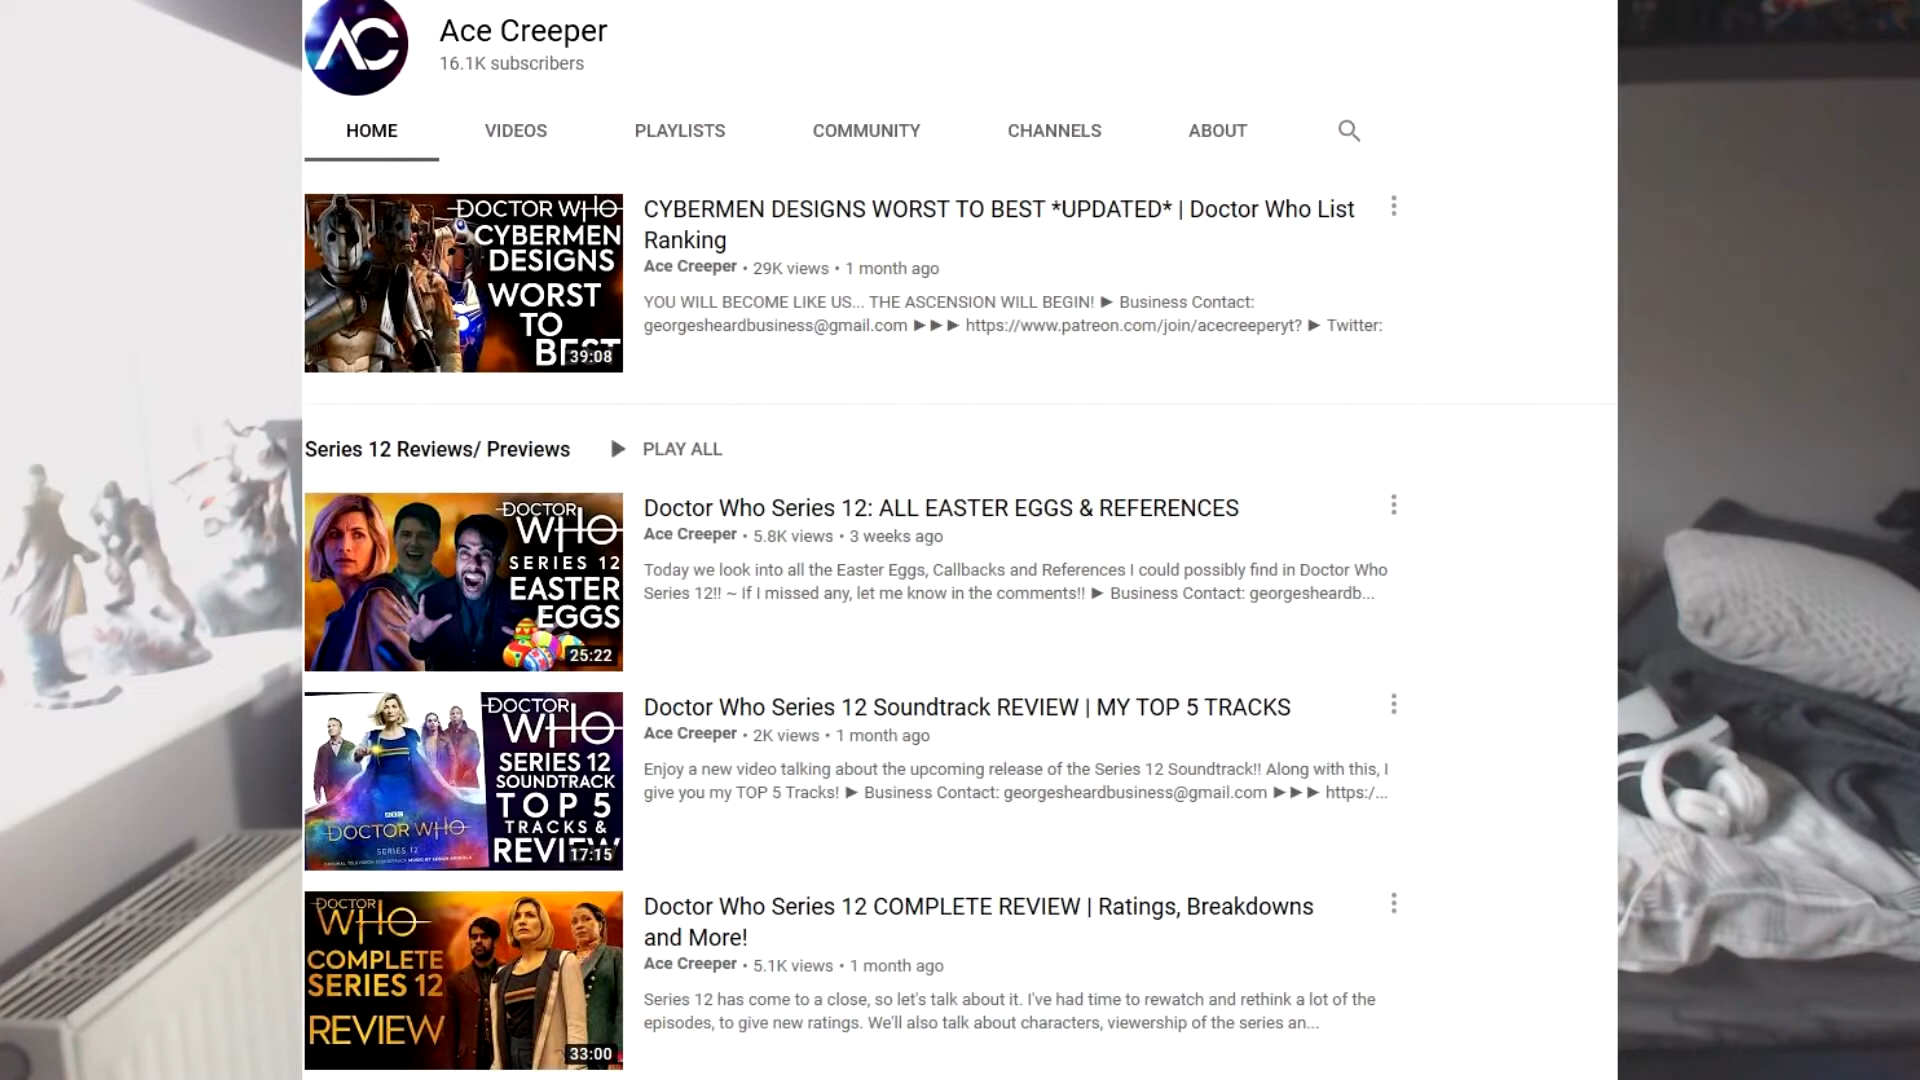 AC
Ace Creeper
16.1K subscribers
HOME
VIDEOS
PLAYLISTS
COMMUNITY
CHANNELS
ABOUT
DOCTOR WHO
CYBERMEN
DESIGNS
WORST
TO
BEST
39:08
CYBERMEN DESIGNS WORST TO BEST *UPDATED* | Doctor Who List
Ranking
Ace Creeper • 29K views • 1 month ago
YOU WILL BECOME LIKE US... THE ASCENSION WILL BEGIN! ► Business Contact:
georgesheardbusiness@gmail.com ►►► https://www.patreon.com/join/acecreeperyt? ► Twitter:
Series 12 Reviews/ Previews
PLAY ALL
DOCTOR
WHO
SERIES 12
EASTER
EGGS
25:22
Doctor Who Series 12: ALL EASTER EGGS & REFERENCES
Ace Creeper • 5.8K views • 3 weeks ago
Today we look into all the Easter Eggs, Callbacks and References I could possibly find in Doctor Who
Series 12!! ~ If I missed any, let me know in the comments!! ► Business Contact: georgesheardb...
BBC
DOCTOR WHO
SERIES 12
DOCTOR
WHO
SERIES 12
SOUNDTRACK
TOP 5
TRACKS &
REVIEW
17:15
Doctor Who Series 12 Soundtrack REVIEW | MY TOP 5 TRACKS
Ace Creeper • 2K views • 1 month ago
Enjoy a new video talking about the upcoming release of the Series 12 Soundtrack!! Along with this, I
give you my TOP 5 Tracks! ► Business Contact: georgesheardbusiness@gmail.com ►►► https:/...
DOCTOR
WHO
COMPLETE
SERIES 12
REVIEW
33:00
Doctor Who Series 12 COMPLETE REVIEW | Ratings, Breakdowns
and More!
Ace Creeper • 5.1K views • 1 month ago
Series 12 has come to a close, so let's talk about it. I've had time to rewatch and rethink a lot of the
episodes, to give new ratings. We'll also talk about characters, viewership of the series an...